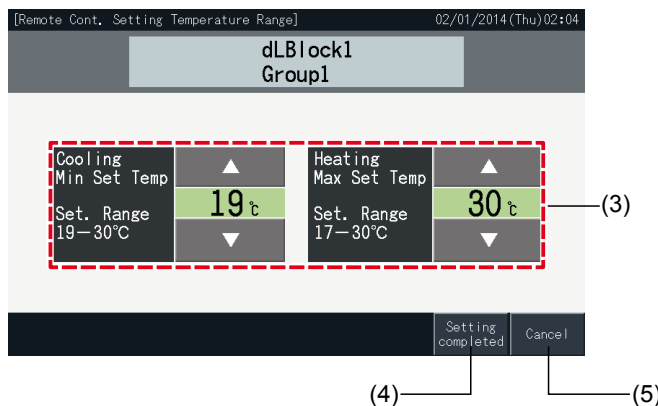 [Remote Cont. Setting Temperature Range] 02/01/2014(Thu)02:04
dLBlock1
Group1
Cooling
Min Set Temp
Set. Range
19—30℃
19℃
Heating
Max Set Temp
Set. Range
17—30℃
30℃
(3)
Setting
completed
Cancel
(4)
(5)